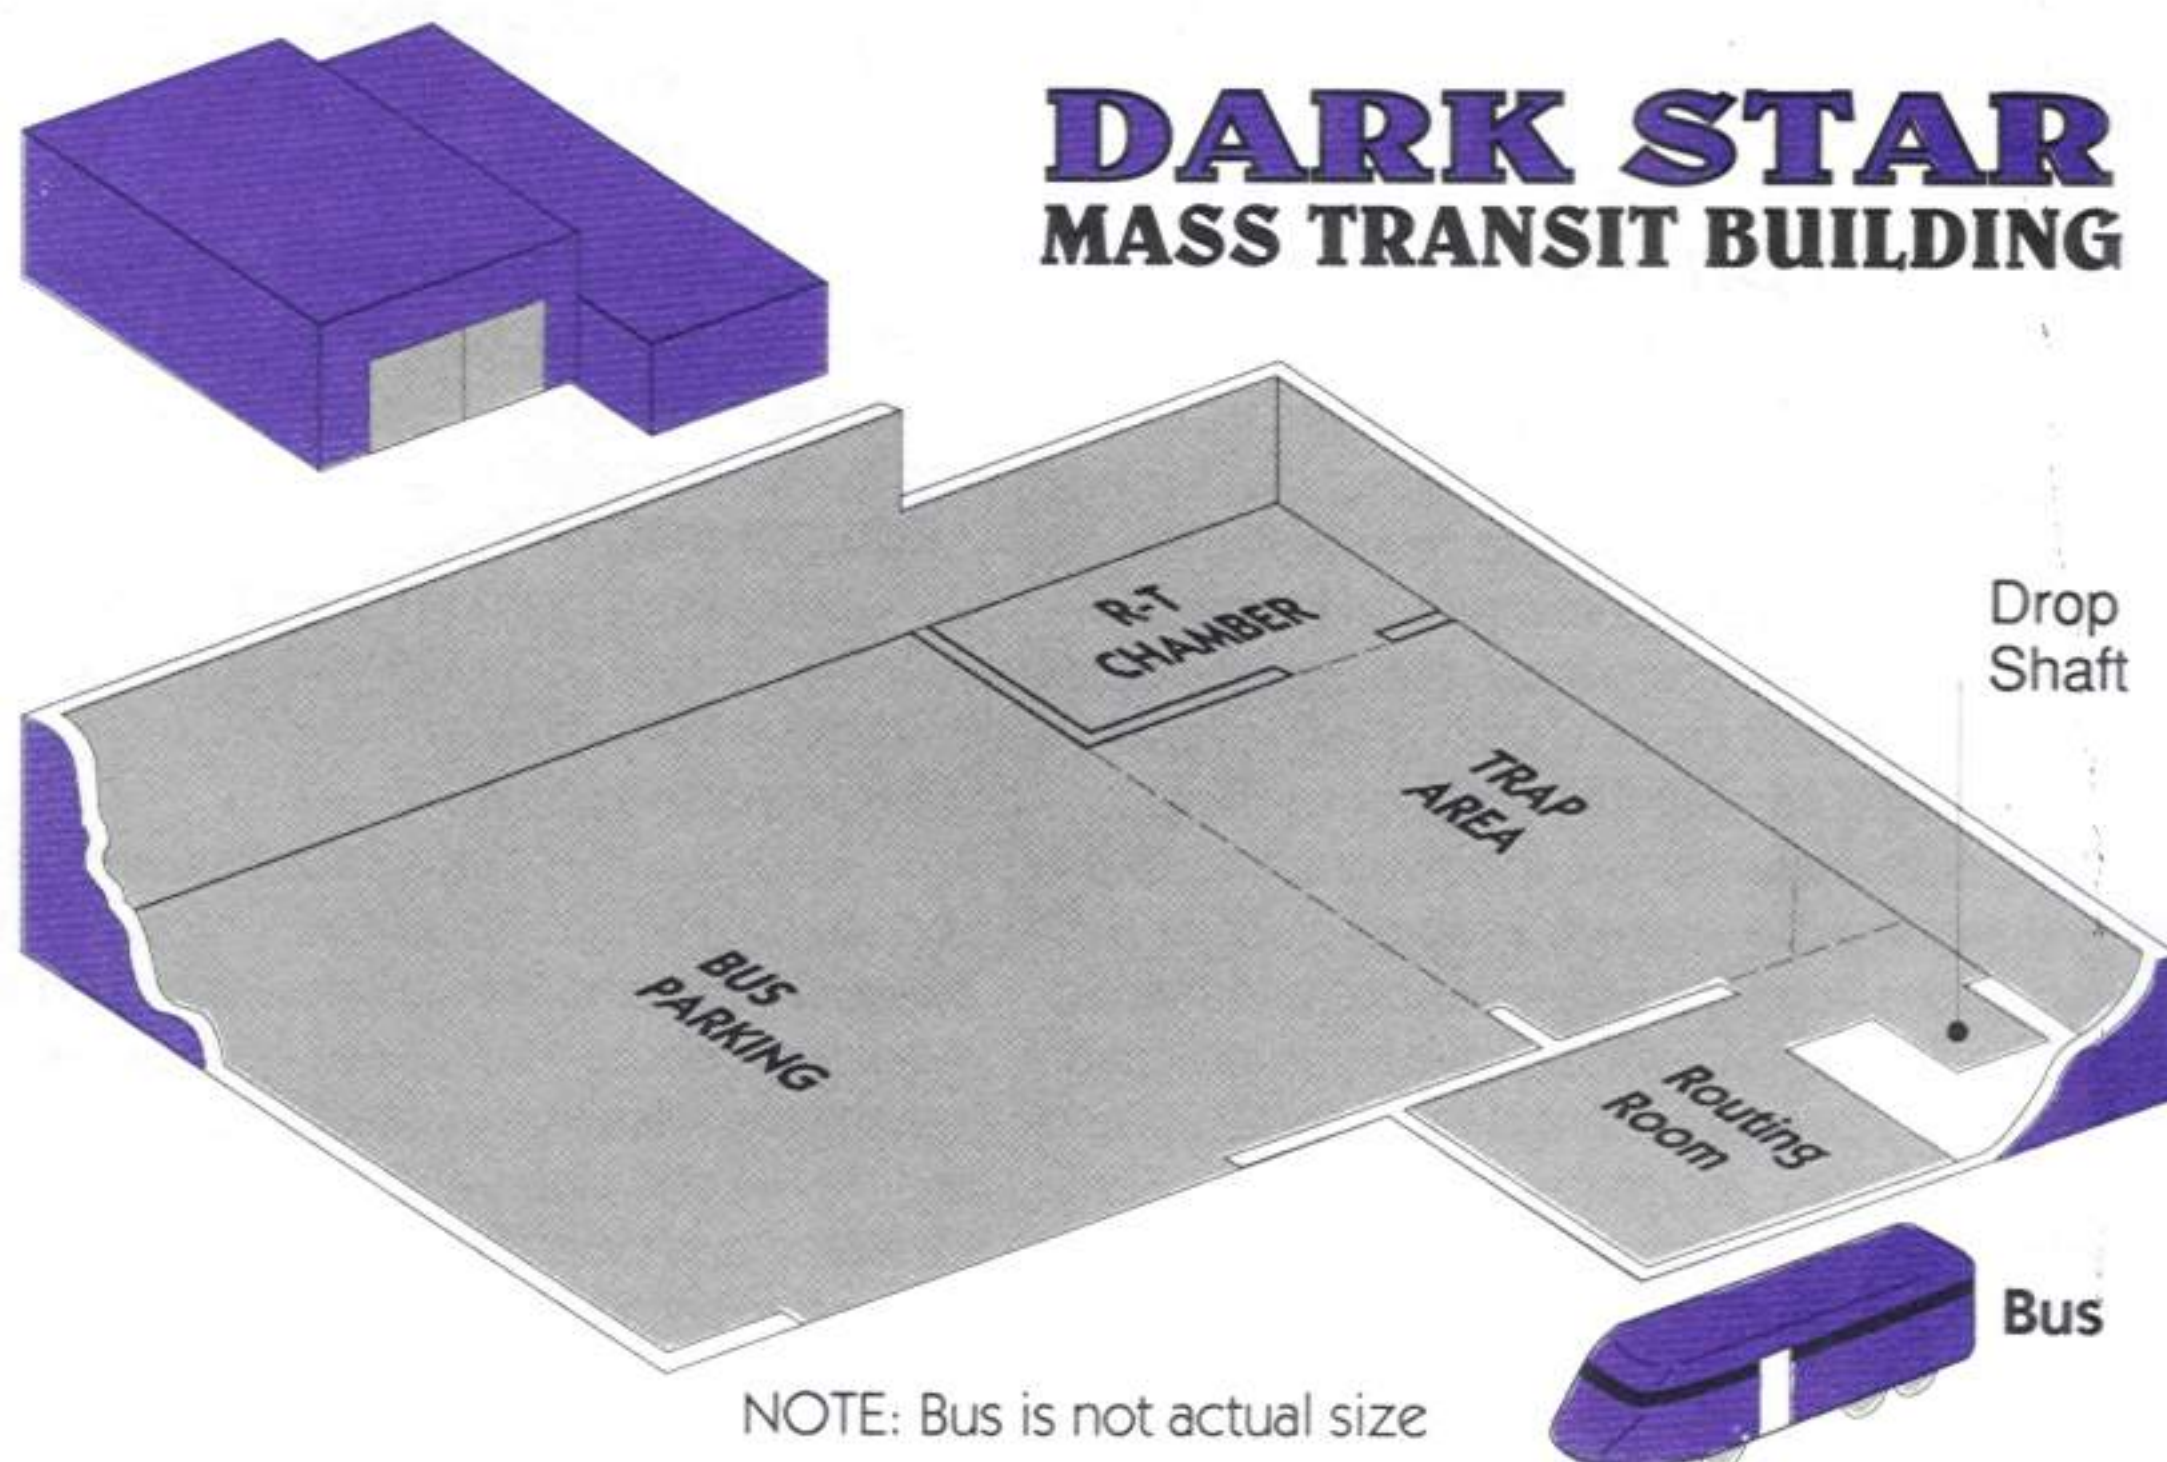 DARK STAR
MASS TRANSIT BUILDING
Drop
Shaft
R-T
CHAMBER
TRAP
AREA
BUS
PARKING
Routing
Room
Bus
NOTE: Bus is not actual size